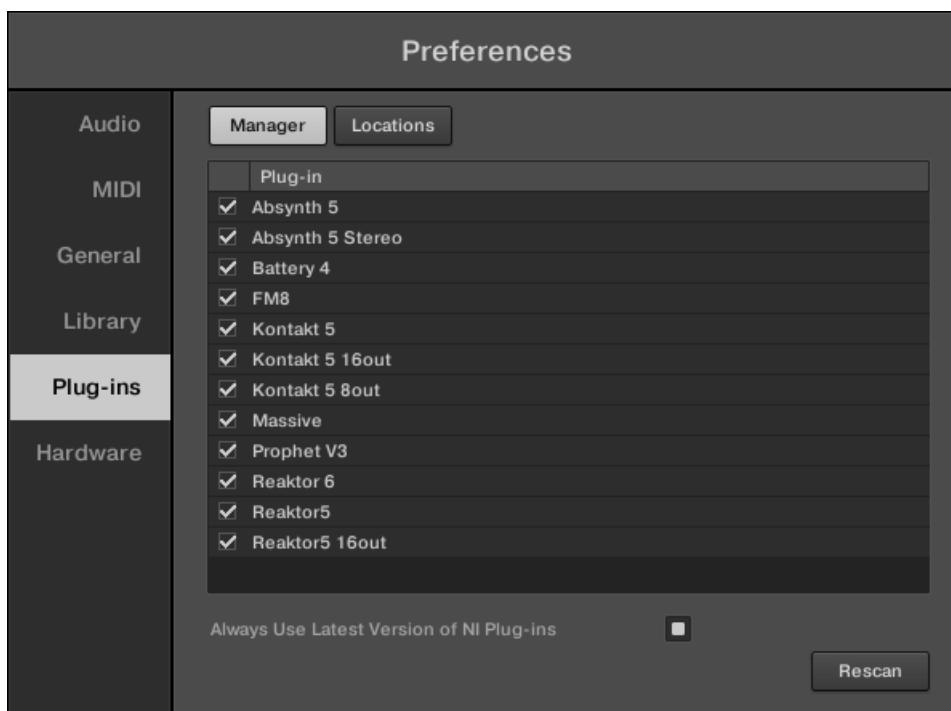 Preferences
Audio
MIDI
General
Library
Plug-ins
Hardware
Manager Locations
Plug-in
Absynth 5
Absynth 5 Stereo
Battery 4
FM8
Kontakt 5
Kontakt 5 16out
Kontakt 5 8out
Massive
Prophet V3
Reaktor 6
Reaktor5
Reaktor5 16out
Always Use Latest Version of NI Plug-ins
Rescan